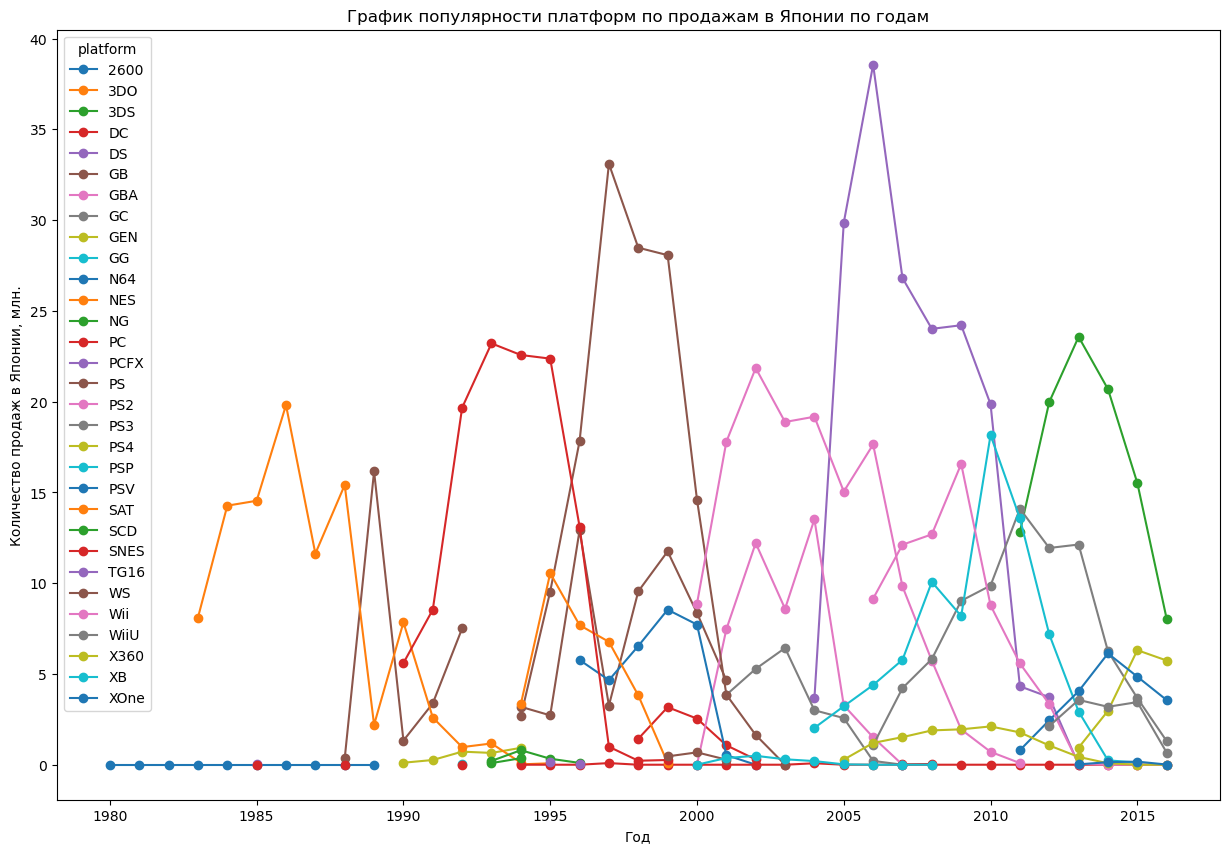 График популярности платформ по продажам в Японии по годам
platform
2600
3DO
3DS
DC
DS
GB
GBA
GC
GEN
GG
N64
NES
NG
PC
PCFX
PS
PS2
PS3
PS4
PSP
PSV
SAT
SCD
SNES
TG16
WS
Wii
WiiU
X360
XB
XOne
Количество продаж в Японии, млн.
40
35
30
25
20
15
10
5
0
1980
1985
1990
1995
2000
2005
2010
2015
Год